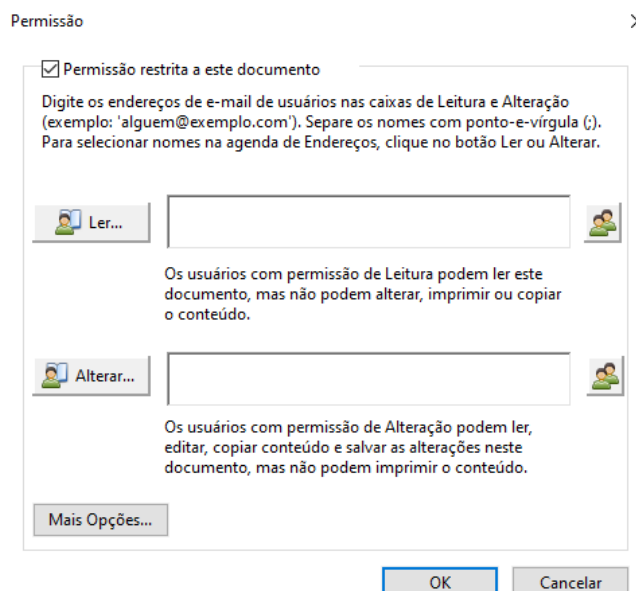 Permissão
Permissão restrita a este documento
Digite os endereços de e-mail de usuários nas caixas de Leitura e Alteração
(exemplo: 'alguem@exemplo.com'). Separe os nomes com ponto-e-vírgula (;).
Para selecionar nomes na agenda de Endereços, clique no botão Ler ou Alterar.
Ler...
Os usuários com permissão de Leitura podem ler este
documento, mas não podem alterar, imprimir ou copiar
o conteúdo.
Alterar...
Os usuários com permissão de Alteração podem ler,
editar, copiar conteúdo e salvar as alterações neste
documento, mas não podem imprimir o conteúdo.
Mais Opções...
OK
Cancelar